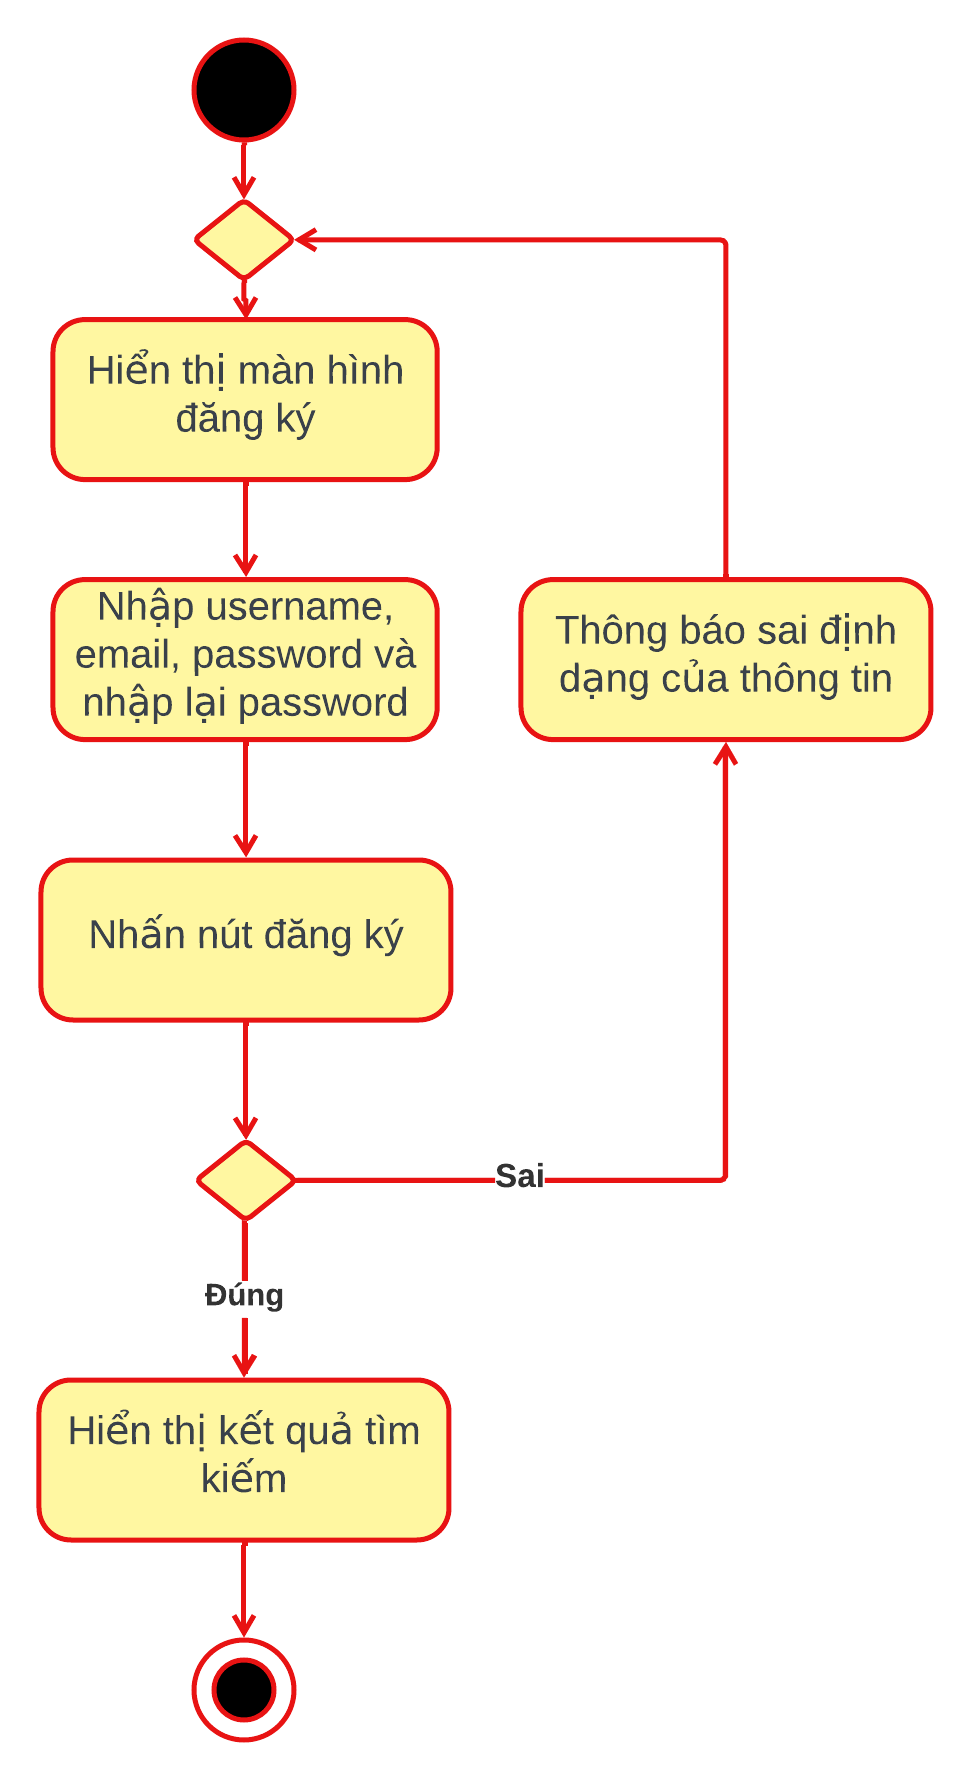 Hiển thị màn hình
đăng ký
Nhập username,
email, password và
nhập lại password
Thông báo sai định
dạng của thông tin
Nhấn nút đăng ký
Sai
Đúng
Hiển thị kết quả tìm
kiếm